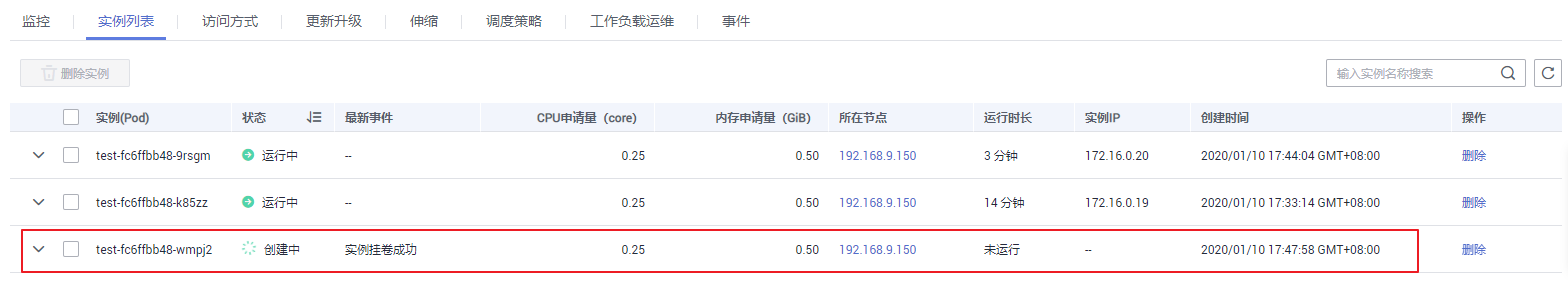 监控 实例列表 访问方式 更新升级 伸缩 调度策略 工作负载运维 事件
删除实例 输入实例名称搜索
实例(Pod) 状态 最新事件 CPU申请量（core） 内存申请量（GiB） 所在节点 运行时长 实例IP 创建时间 操作
test-fc6ffbb48-9rsgm 运行中 -- 0.25 0.50 192.168.9.150 3 分钟 172.16.0.20 2020/01/10 17:44:04 GMT+08:00 删除
test-fc6ffbb48-k85zz 运行中 -- 0.25 0.50 192.168.9.150 14 分钟 172.16.0.19 2020/01/10 17:33:14 GMT+08:00 删除
test-fc6ffbb48-wmpj2 创建中 实例挂卷成功 0.25 0.50 192.168.9.150 未运行 -- 2020/01/10 17:47:58 GMT+08:00 删除